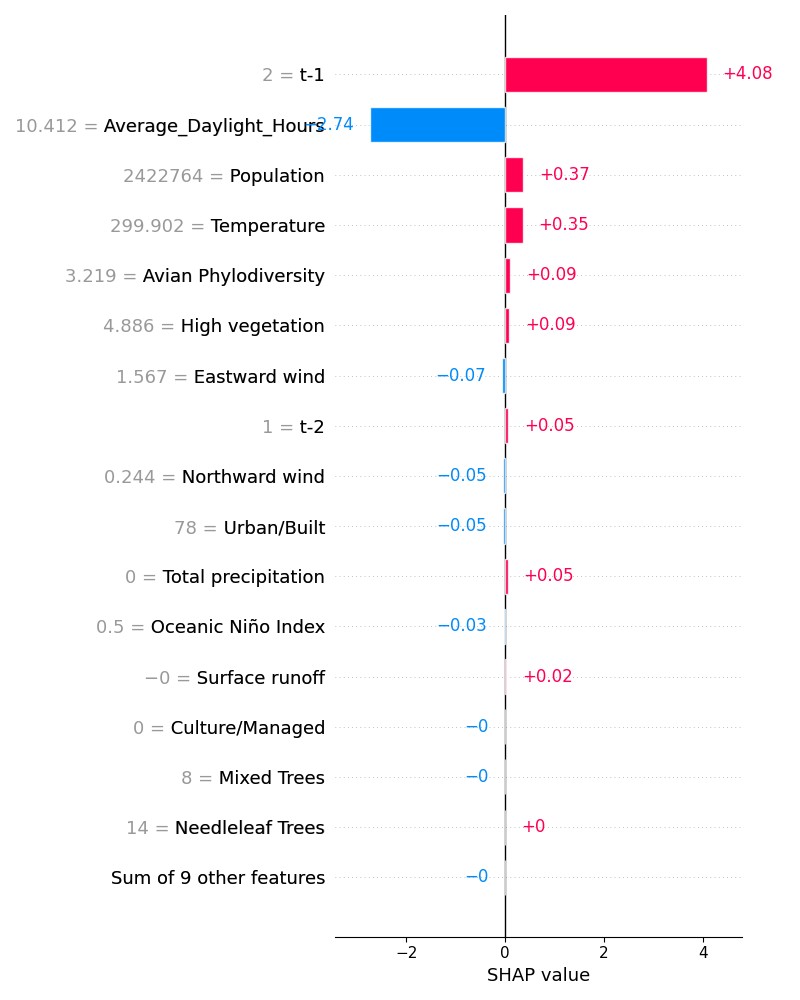 2 = t-1 +4.08
10.412 = Average_Daylight_Hours −2.74
2422764 = Population +0.37
299.902 = Temperature +0.35
3.219 = Avian Phylodiversity +0.09
4.886 = High vegetation +0.09
1.567 = Eastward wind −0.07
1 = t-2 +0.05
0.244 = Northward wind −0.05
78 = Urban/Built −0.05
0 = Total precipitation +0.05
0.5 = Oceanic Niño Index −0.03
−0 = Surface runoff +0.02
0 = Culture/Managed −0
8 = Mixed Trees −0
14 = Needleleaf Trees +0
Sum of 9 other features −0
−2 0 2 4
SHAP value